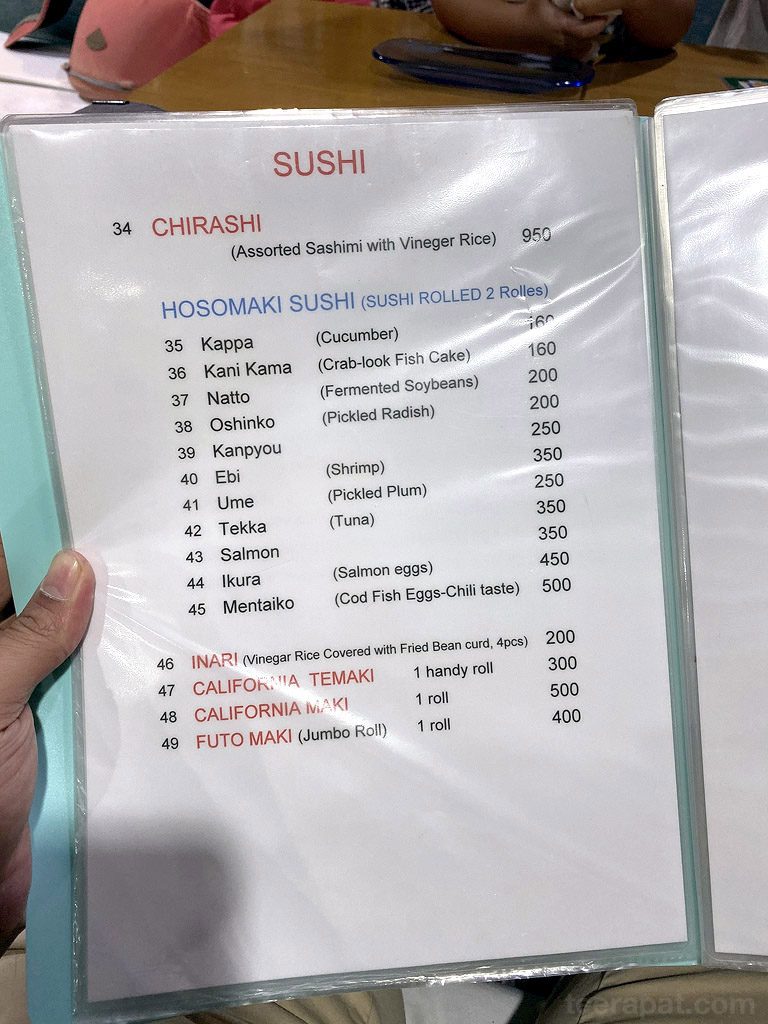 SUSHI
34 CHIRASHI
(Assorted Sashimi with Vineger Rice) 950
HOSOMAKI SUSHI (SUSHI ROLLED 2 Rolles)
35 Kappa (Cucumber) 160
36 Kani Kama (Crab-look Fish Cake) 160
37 Natto (Fermented Soybeans) 200
38 Oshinko (Pickled Radish) 200
39 Kanpyou 250
40 Ebi (Shrimp) 350
41 Ume (Pickled Plum) 250
42 Tekka (Tuna) 350
43 Salmon 350
44 Ikura (Salmon eggs) 450
45 Mentaiko (Cod Fish Eggs-Chili taste) 500
46 INARI (Vinegar Rice Covered with Fried Bean curd, 4pcs) 200
47 CALIFORNIA TEMAKI 1 handy roll 300
48 CALIFORNIA MAKI 1 roll 500
49 FUTO MAKI (Jumbo Roll) 1 roll 400
teerapat.com